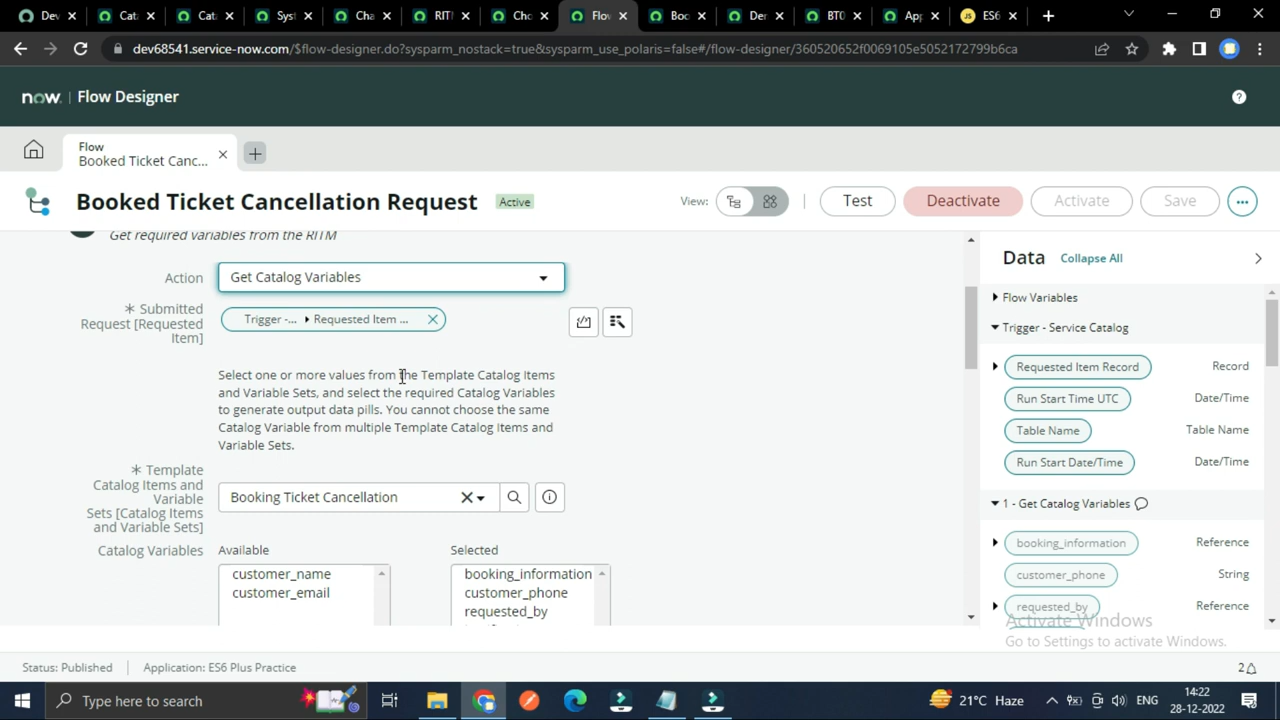 Dev
Cata
Cata
Syst
Cha
RITI
Cho
Flo
Boo
Der
BT0
App
JS ES6
dev68541.service-now.com/$flow-designer.do?sysparm_nostack=true&sysparm_use_polaris=false#/flow-designer/360520652f0069105e5052172799b6ca
now. | Flow Designer
Flow
Booked Ticket Canc...
Booked Ticket Cancellation Request
Active
View:
Test
Deactivate
Activate
Save
Get required variables from the RITM
Action
Get Catalog Variables
* Submitted
Request [Requested
Item]
Trigger -... Requested Item ...
Select one or more values from the Template Catalog Items
and Variable Sets, and select the required Catalog Variables
to generate output data pills. You cannot choose the same
Catalog Variable from multiple Template Catalog Items and
Variable Sets.
* Template
Catalog Items and
Variable
Sets [Catalog Items
and Variable Sets]
Booking Ticket Cancellation
Catalog Variables
Available
customer_name
customer_email
Selected
booking_information
customer_phone
requested_by
Data
Collapse All
Flow Variables
Trigger - Service Catalog
Requested Item Record Record
Run Start Time UTC Date/Time
Table Name Table Name
Run Start Date/Time Date/Time
1 - Get Catalog Variables
booking_information Reference
customer_phone String
requested_by Reference
Activate Windows
Go to Settings to activate Windows.
Status: Published
Application: ES6 Plus Practice
2
Type here to search
21°C Haze
ENG
14:22
28-12-2022